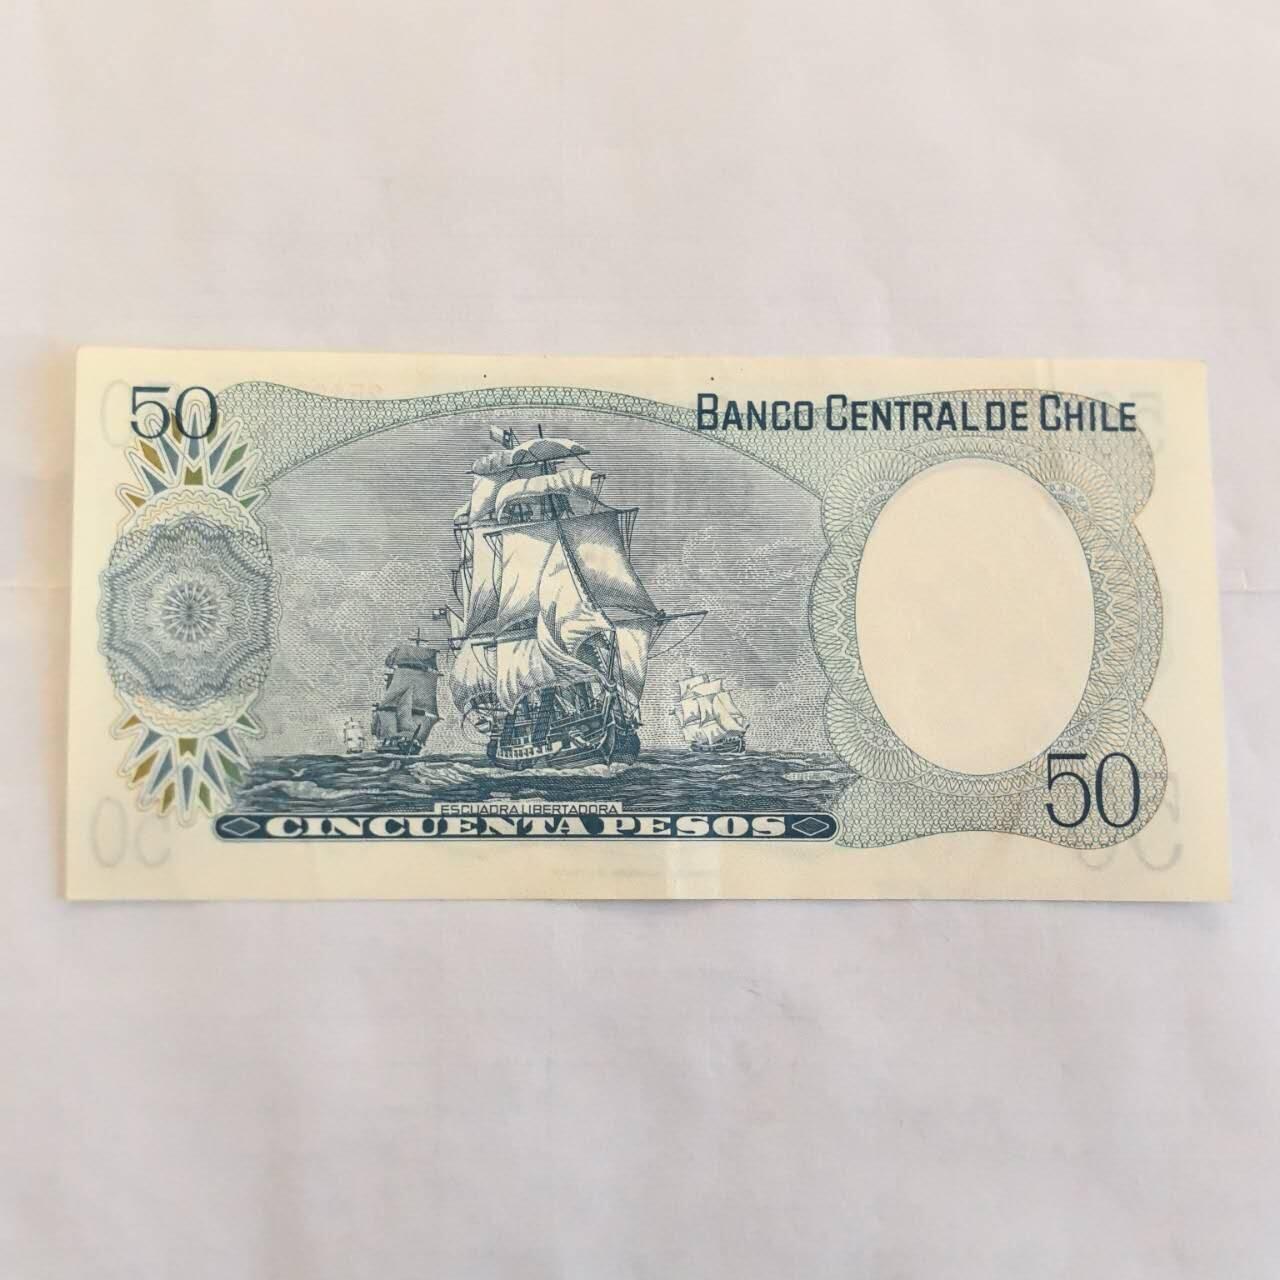 50
BANCO CENTRAL DE CHILE
50
ESCUADRA LIBERTADORA
CINCUENTA PESOS